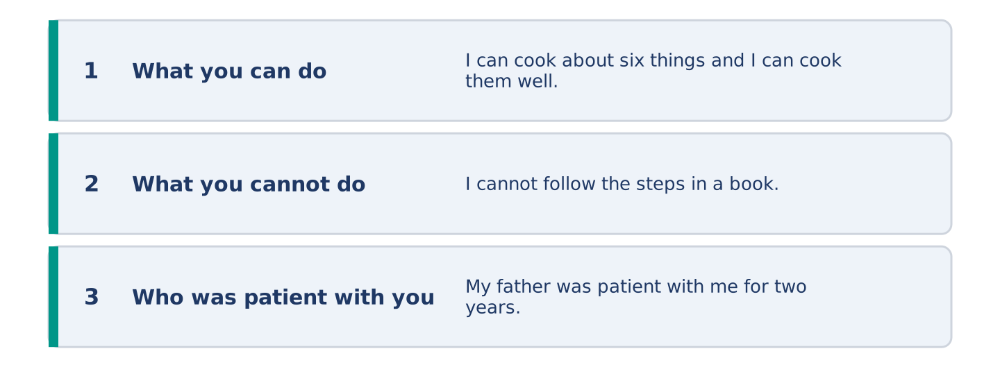 1 What you can do
I can cook about six things and I can cook
them well.
2 What you cannot do
I cannot follow the steps in a book.
3 Who was patient with you
My father was patient with me for two
years.